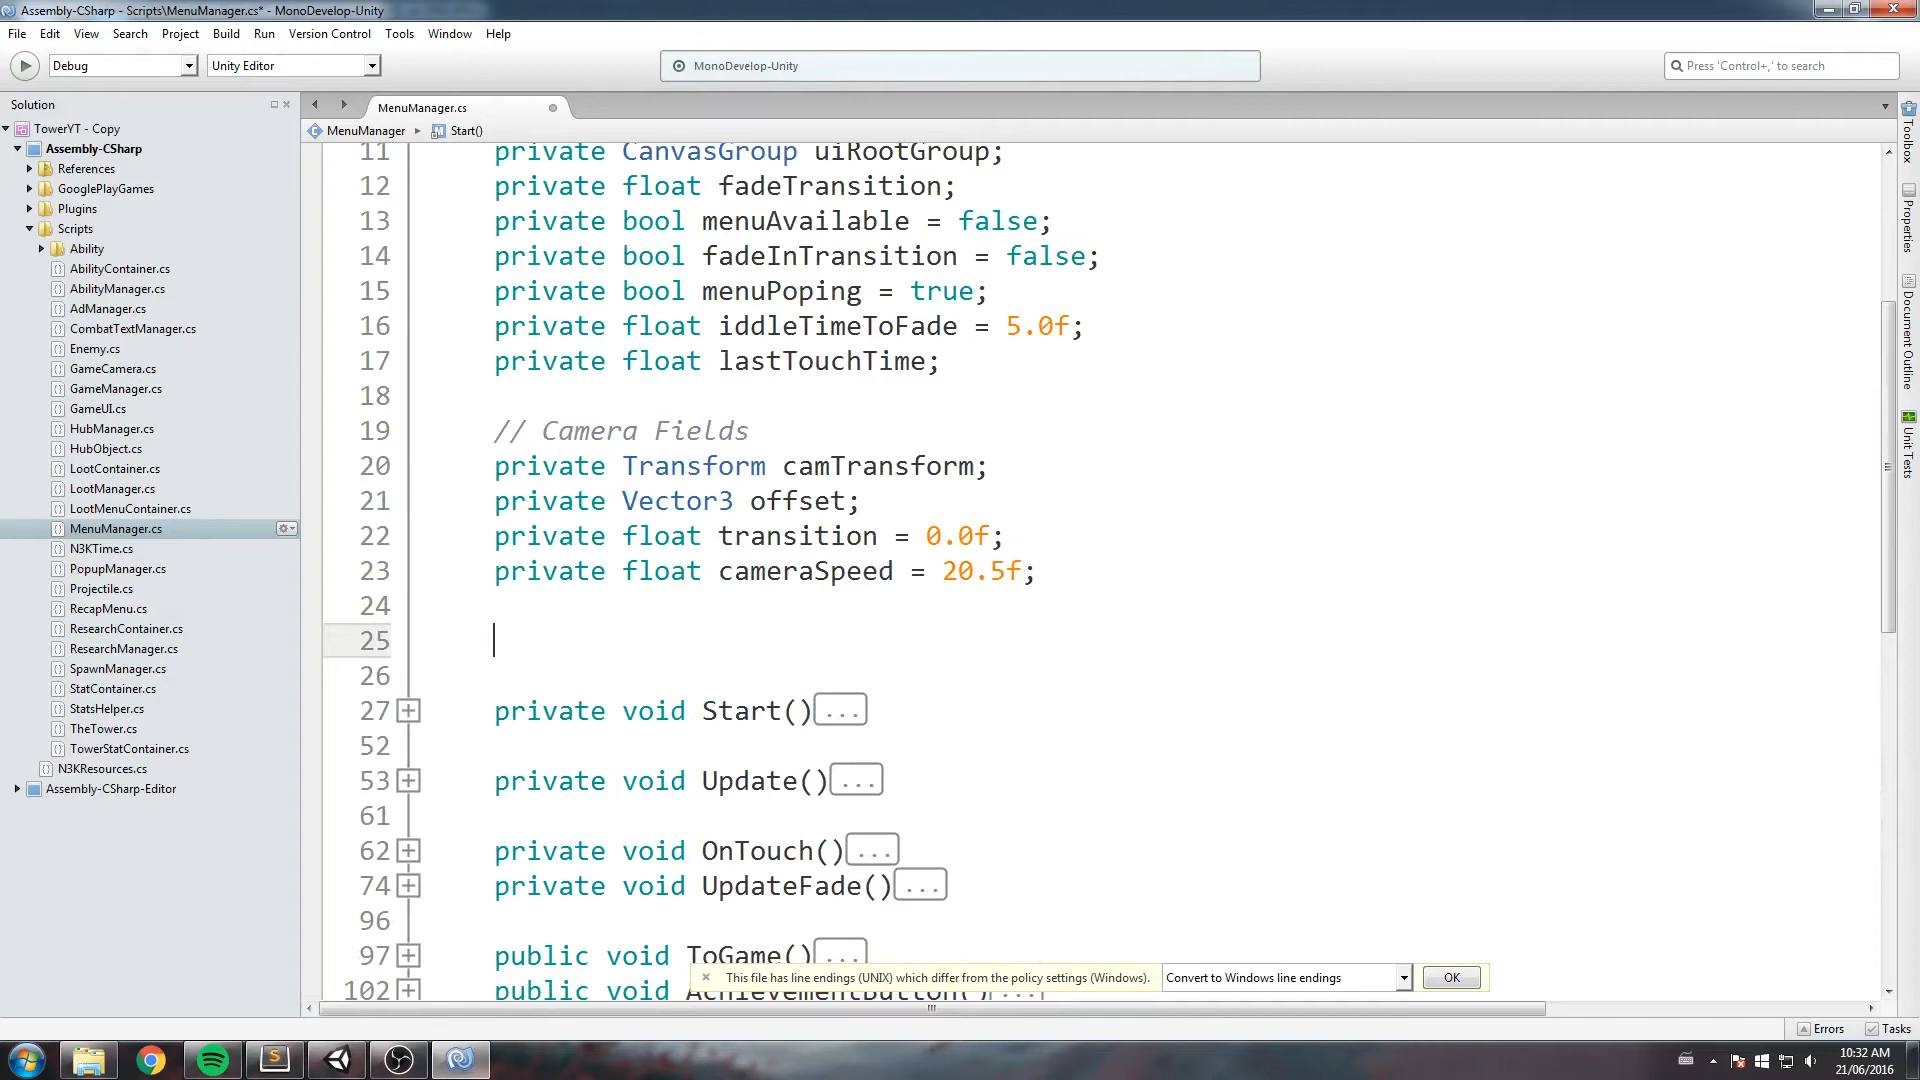 Assembly-CSharp - Scripts\MenuManager.cs* - MonoDevelop-Unity
File Edit View Search Project Build Run Version Control Tools Window Help
Debug
Unity Editor
MonoDevelop-Unity
Press 'Control+,' to search
Solution
TowerYT - Copy
Assembly-CSharp
References
GooglePlayGames
Plugins
Scripts
Ability
AbilityContainer.cs
AbilityManager.cs
AdManager.cs
CombatTextManager.cs
Enemy.cs
GameCamera.cs
GameManager.cs
GameUI.cs
HubManager.cs
HubObject.cs
LootContainer.cs
LootManager.cs
LootMenuContainer.cs
MenuManager.cs
N3KTime.cs
PopupManager.cs
Projectile.cs
RecapMenu.cs
ResearchContainer.cs
ResearchManager.cs
SpawnManager.cs
StatContainer.cs
StatsHelper.cs
TheTower.cs
TowerStatContainer.cs
N3KResources.cs
Assembly-CSharp-Editor
MenuManager.cs
MenuManager Start()
11 private CanvasGroup uiRootGroup;
12 private float fadeTransition;
13 private bool menuAvailable = false;
14 private bool fadeInTransition = false;
15 private bool menuPoping = true;
16 private float iddleTimeToFade = 5.0f;
17 private float lastTouchTime;
18
19 // Camera Fields
20 private Transform camTransform;
21 private Vector3 offset;
22 private float transition = 0.0f;
23 private float cameraSpeed = 20.5f;
24
25
26
27 private void Start()...
52
53 private void Update()...
61
62 private void OnTouch()...
74 private void UpdateFade()...
96
97 public void ToGame()...
102 public void AchievementButton()...
This file has line endings (UNIX) which differ from the policy settings (Windows).
Convert to Windows line endings
OK
Toolbox
Properties
Document Outline
Unit Tests
Errors
Tasks
10:32 AM
21/06/2016